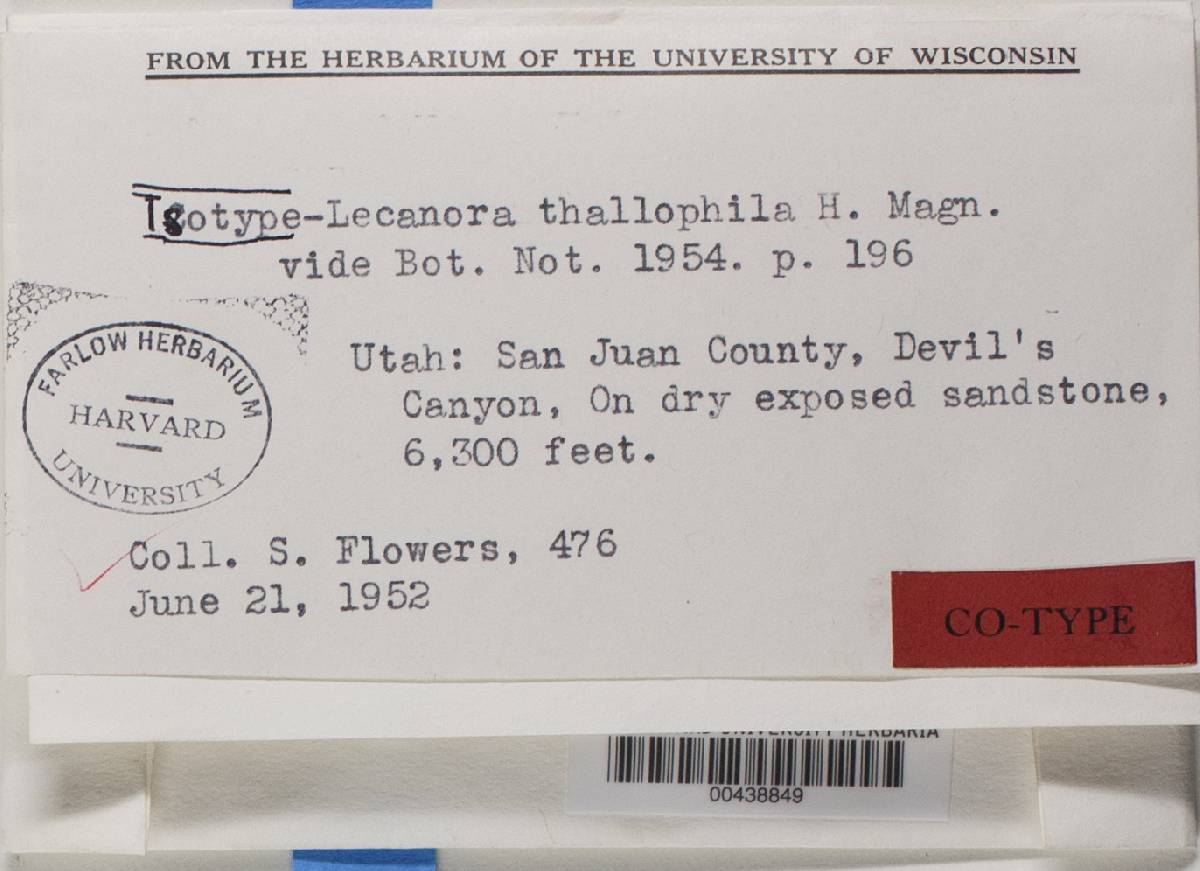 FROM THE HERBARIUM OF THE UNIVERSITY OF WISCONSIN
Isotype-Lecanora thallophila H. Magn.
vide Bot. Not. 1954. p. 196
FARLOW HERBARIUM
HARVARD
UNIVERSITY
Utah: San Juan County, Devil's
Canyon, On dry exposed sandstone,
6,300 feet.
Coll. S. Flowers, 476
June 21, 1952
CO-TYPE
UNIVERSITY HERBARIA
00438849